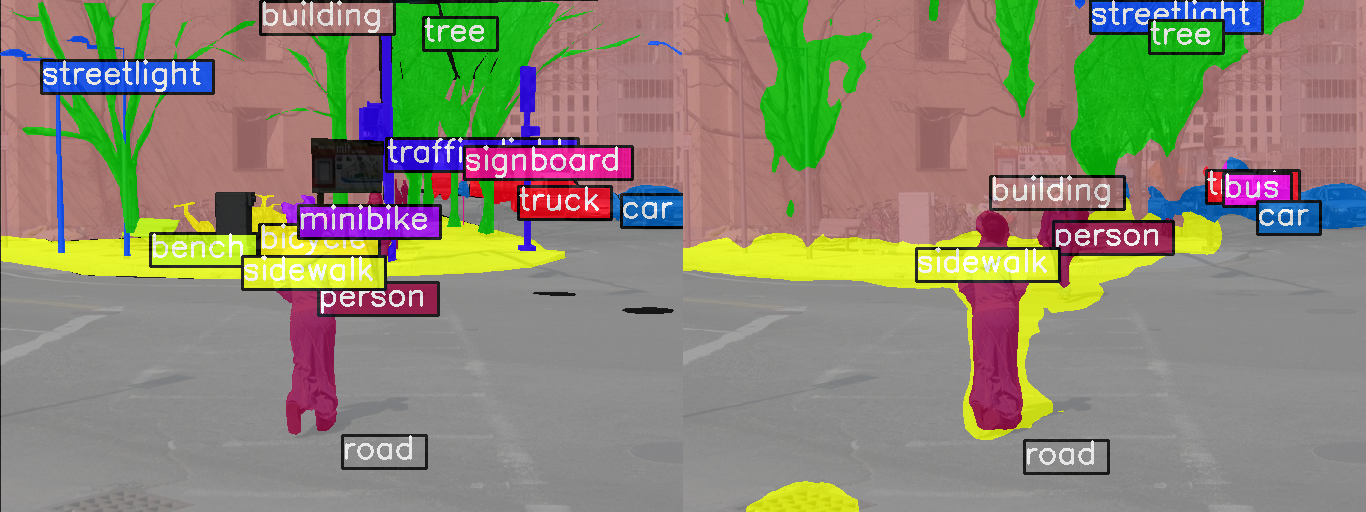 building
tree
streetlight
traffi
signboard
truck
car
minibike
bench
bicycle
sidewalk
person
road
streetlight
tree
building
bus
car
person
sidewalk
road